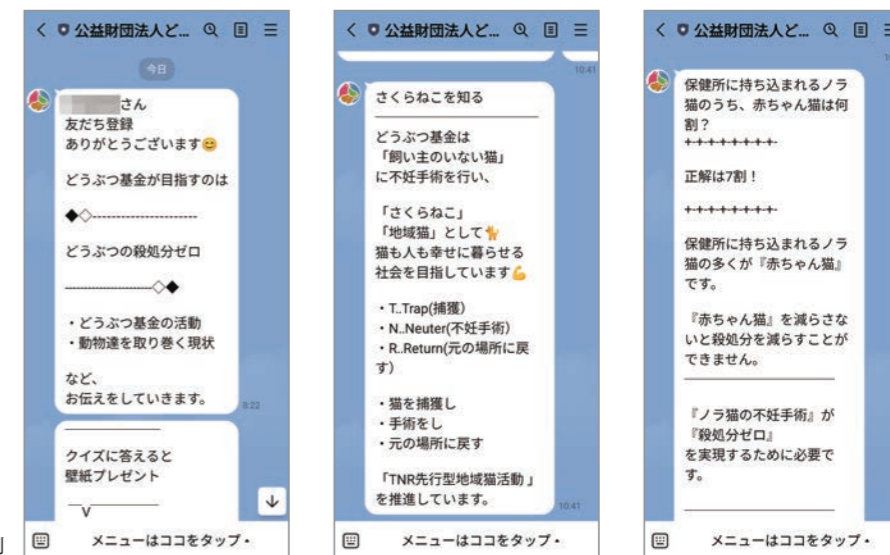 公益財団法人ど...
今日
さん
友だち登録
ありがとうございます😊
どうぶつ基金が目指すのは
◆◇----------------------
どうぶつの殺処分ゼロ
----------------------◇◆
・どうぶつ基金の活動
・動物達を取り巻く現状
など、
お伝えをしていきます。
8:22
クイズに答えると
壁紙プレゼント
V
メニューはココをタップ・
公益財団法人ど...
10:41
さくらねこを知る
どうぶつ基金は
「飼い主のいない猫」
に不妊手術を行い、
「さくらねこ」
「地域猫」として🐈
猫も人も幸せに暮らせる
社会を目指しています💪
・T..Trap(捕獲)
・N..Neuter(不妊手術)
・R..Return(元の場所に戻
す)
・猫を捕獲し
・手術をし
・元の場所に戻す
「TNR先行型地域猫活動」
を推進しています。
10:41
メニューはココをタップ・
公益財団法人ど...
保健所に持ち込まれるノラ
猫のうち、赤ちゃん猫は何
割？
+-+-+-+-+-+-+-+-
正解は7割！
+-+-+-+-+-+-+-+-
保健所に持ち込まれるノラ
猫の多くが『赤ちゃん猫』
です。
『赤ちゃん猫』を減らさな
いと殺処分を減らすことが
できません。
『ノラ猫の不妊手術』が
『殺処分ゼロ』
を実現するために必要で
す。
メニューはココをタップ・